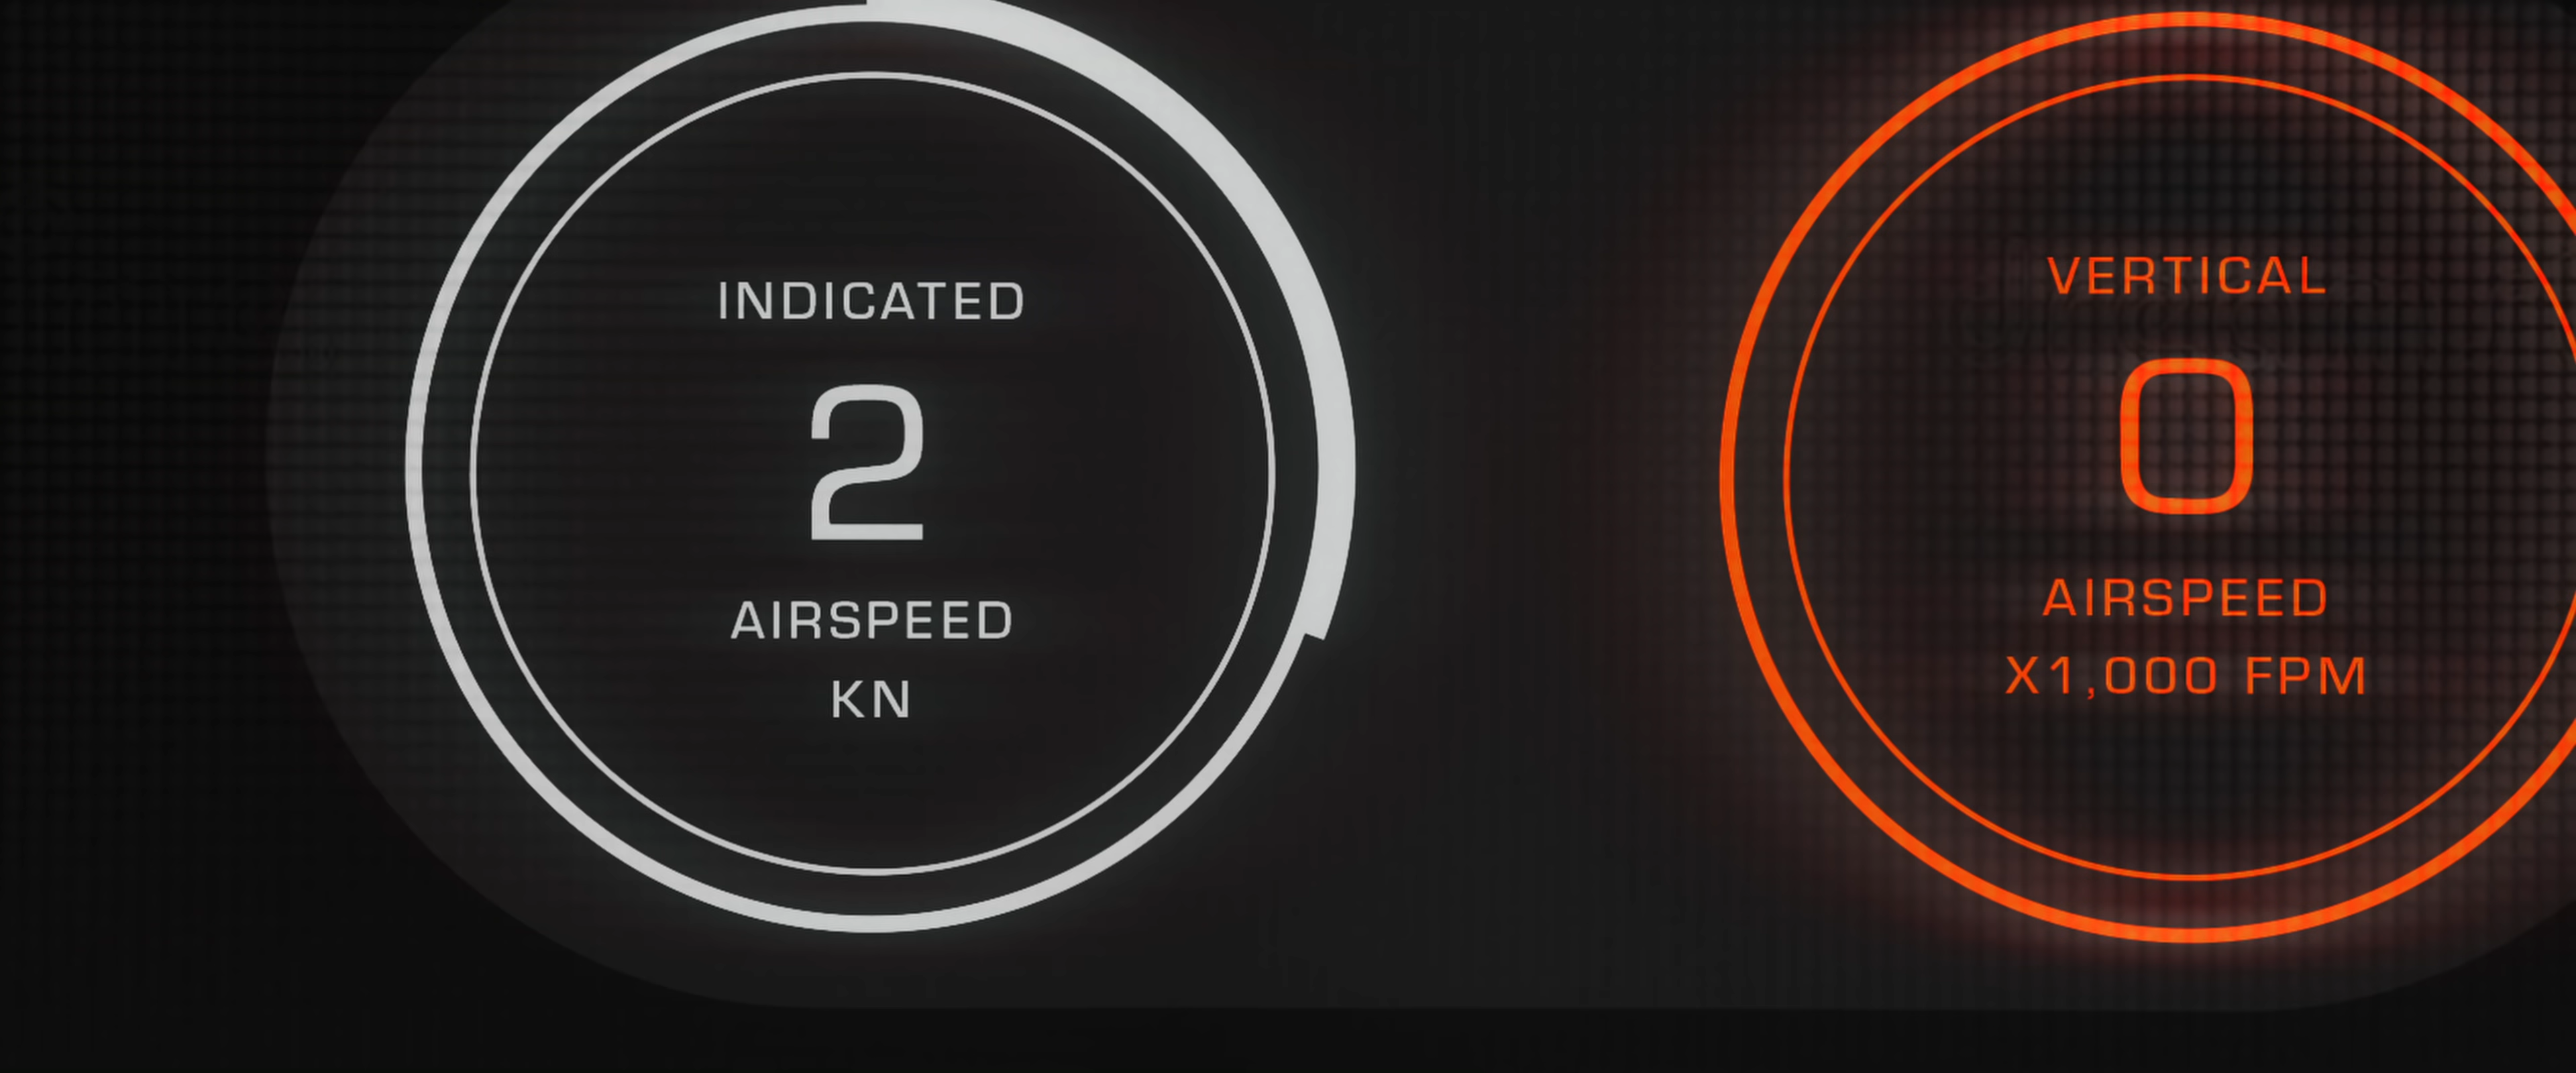 INDICATED
2
AIRSPEED
KN
VERTICAL
0
AIRSPEED
X1,000 FPM